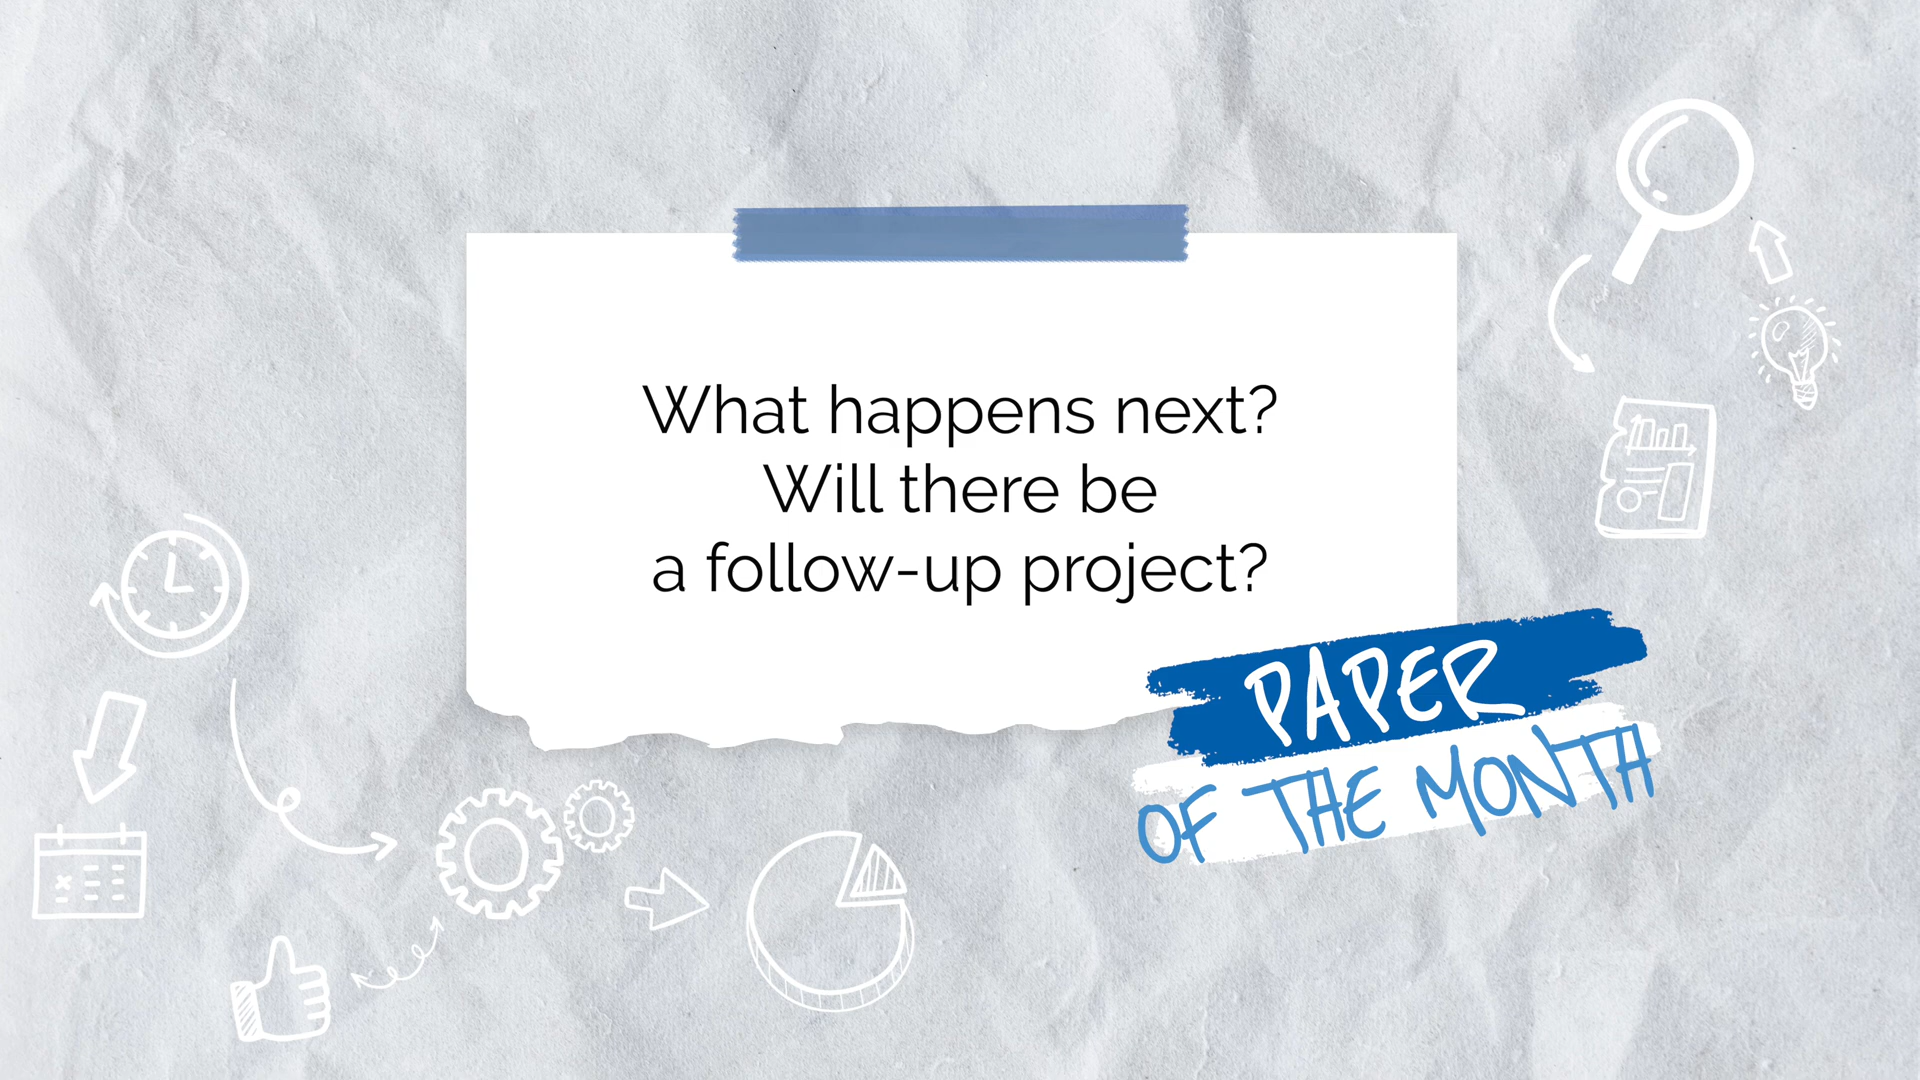 What happens next?
Will there be
a follow-up project?
PAPER
OF THE MONTH